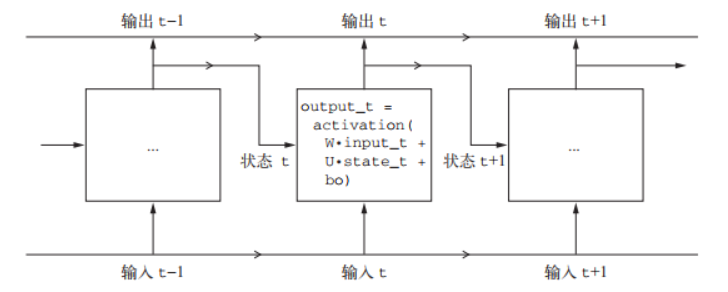 输出 t-1
输出 t
输出 t+1
...
output_t =
activation(
W•input_t +
U•state_t +
bo)
...
状态 t
状态 t+1
输入 t-1
输入 t
输入 t+1